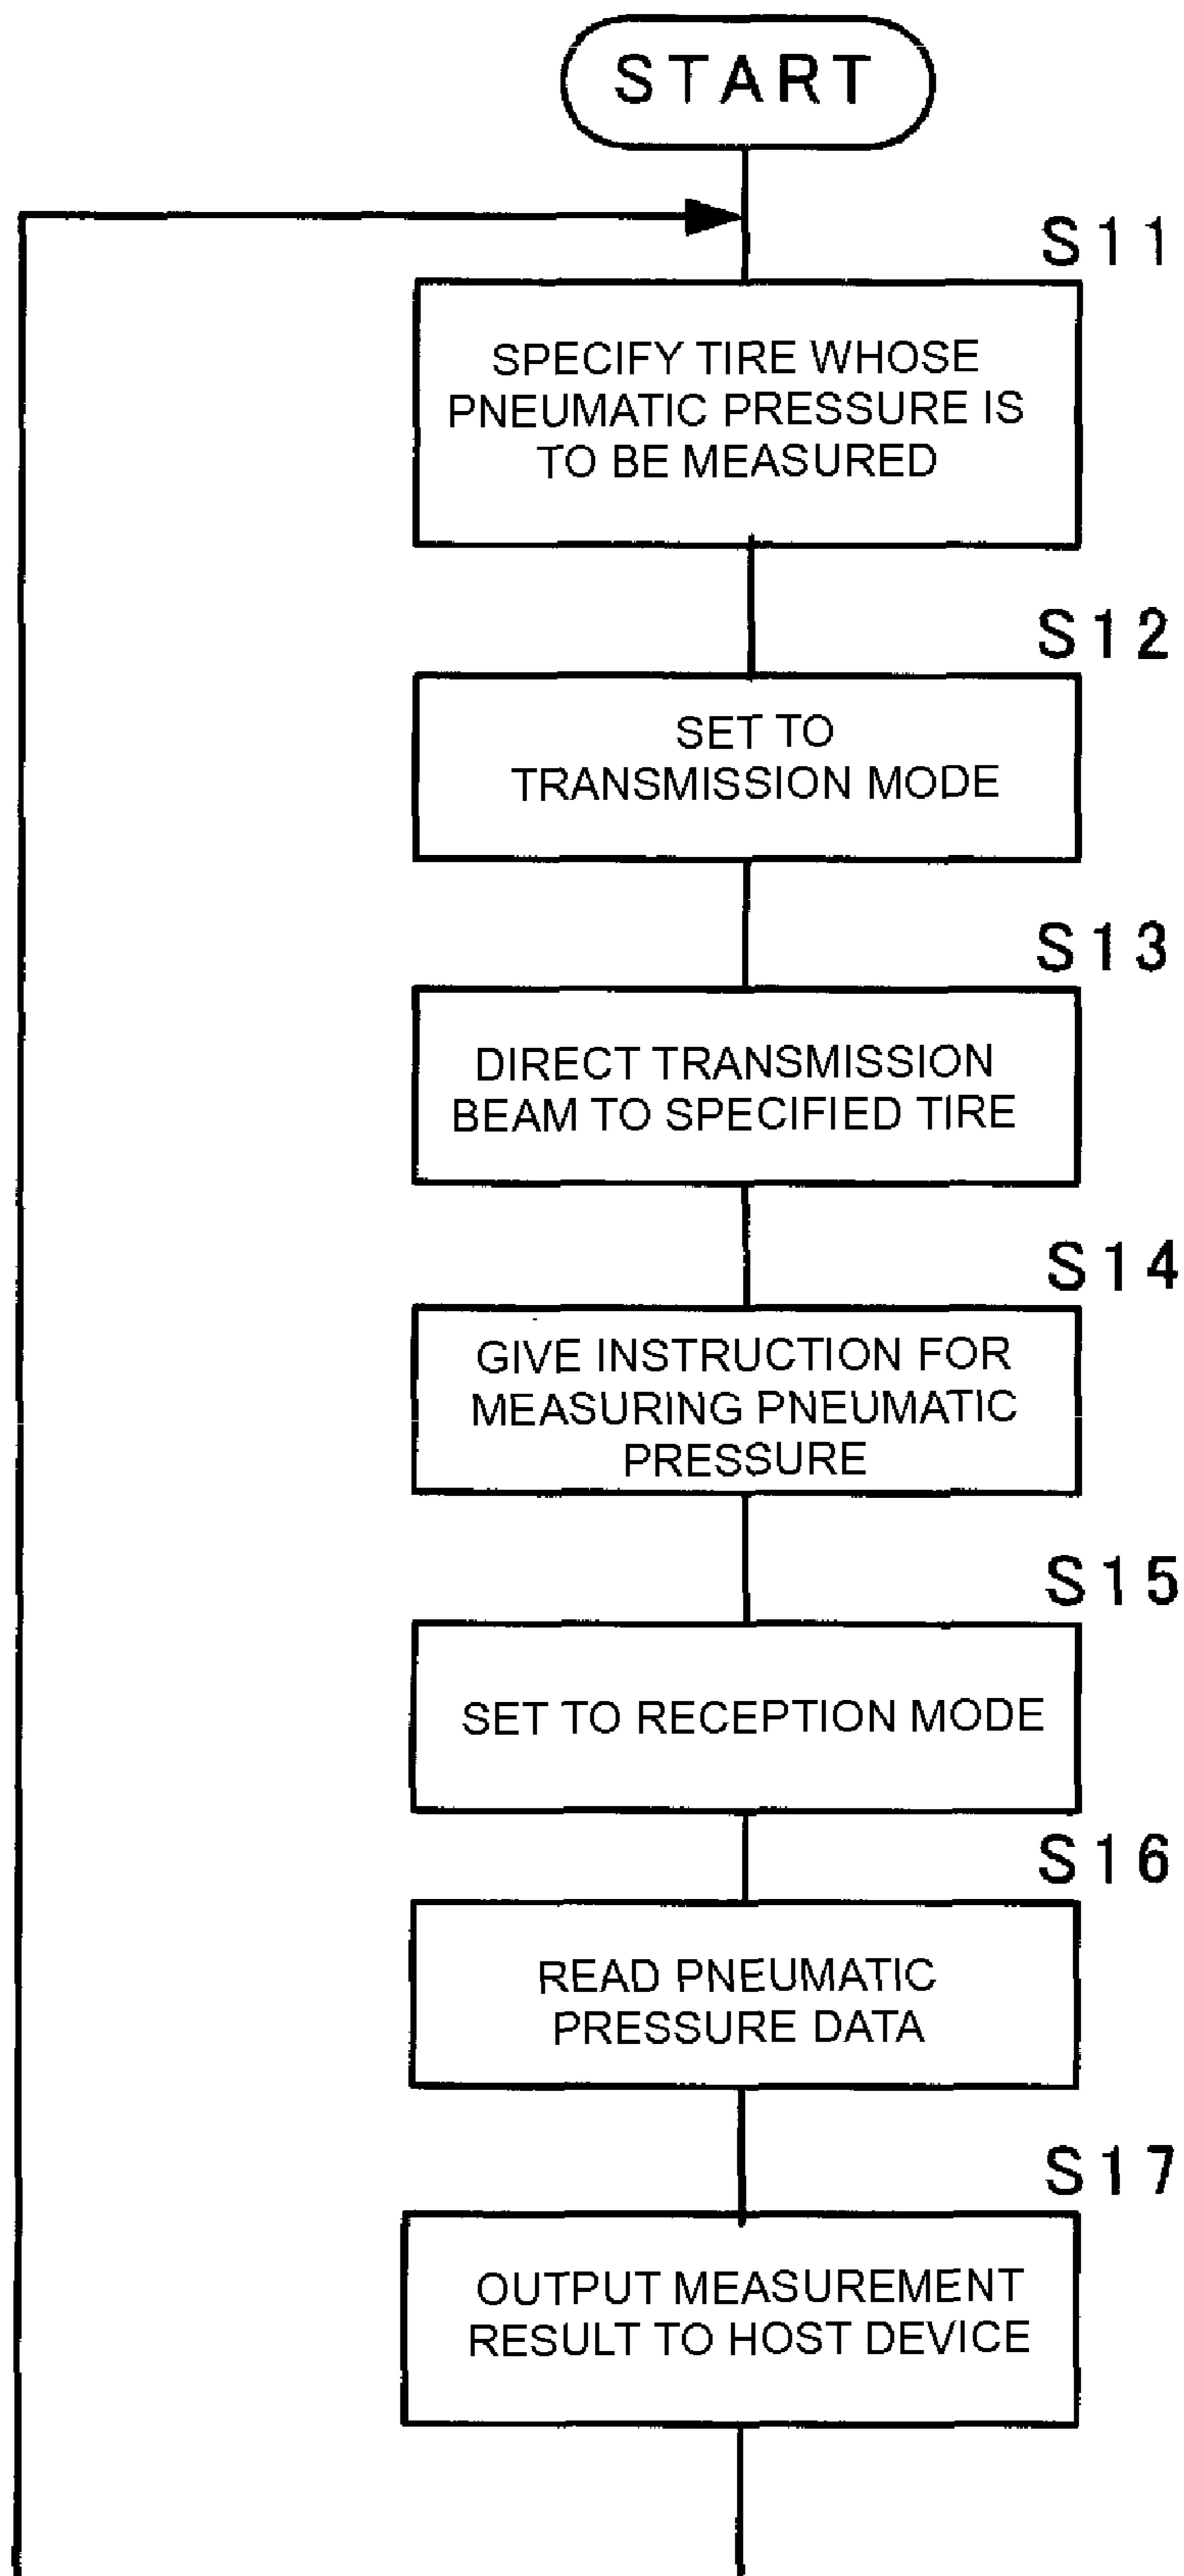 START
S11
SPECIFY TIRE WHOSE
PNEUMATIC PRESSURE IS
TO BE MEASURED
S12
SET TO
TRANSMISSION MODE
S13
DIRECT TRANSMISSION
BEAM TO SPECIFIED TIRE
S14
GIVE INSTRUCTION FOR
MEASURING PNEUMATIC
PRESSURE
S15
SET TO RECEPTION MODE
S16
READ PNEUMATIC
PRESSURE DATA
S17
OUTPUT MEASUREMENT
RESULT TO HOST DEVICE